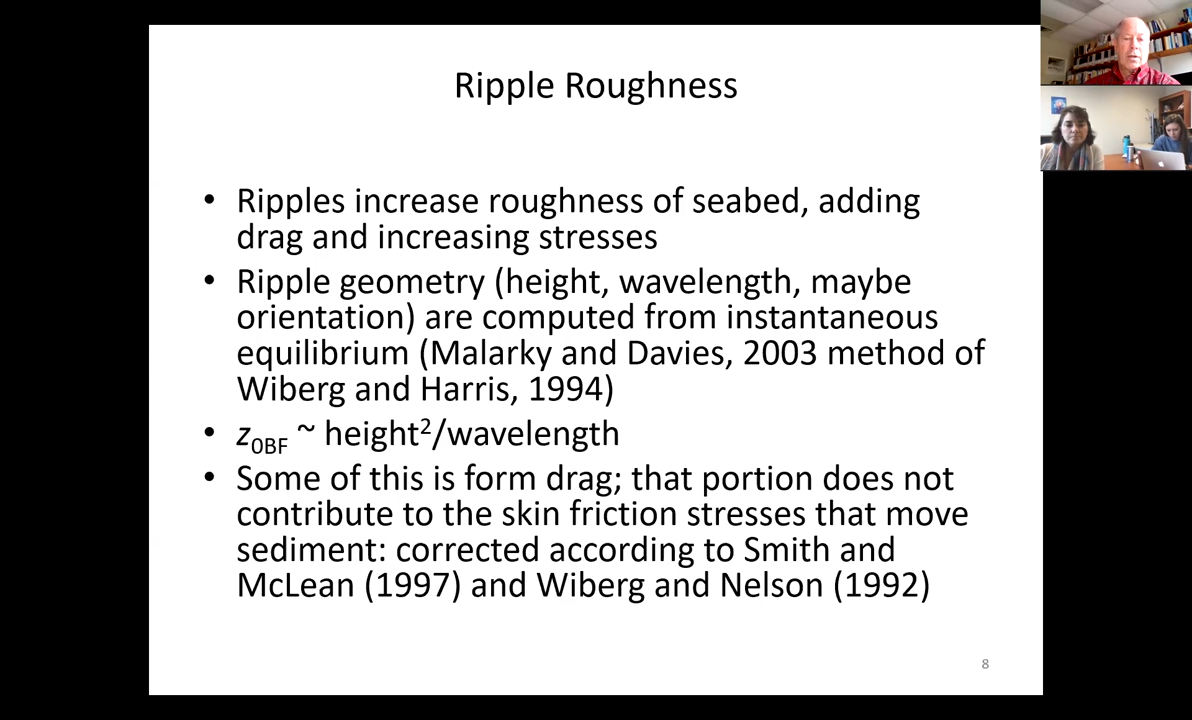 Ripple Roughness
• Ripples increase roughness of seabed, adding
drag and increasing stresses
• Ripple geometry (height, wavelength, maybe
orientation) are computed from instantaneous
equilibrium (Malarky and Davies, 2003 method of
Wiberg and Harris, 1994)
• z0BF ~ height²/wavelength
• Some of this is form drag; that portion does not
contribute to the skin friction stresses that move
sediment: corrected according to Smith and
McLean (1997) and Wiberg and Nelson (1992)
8